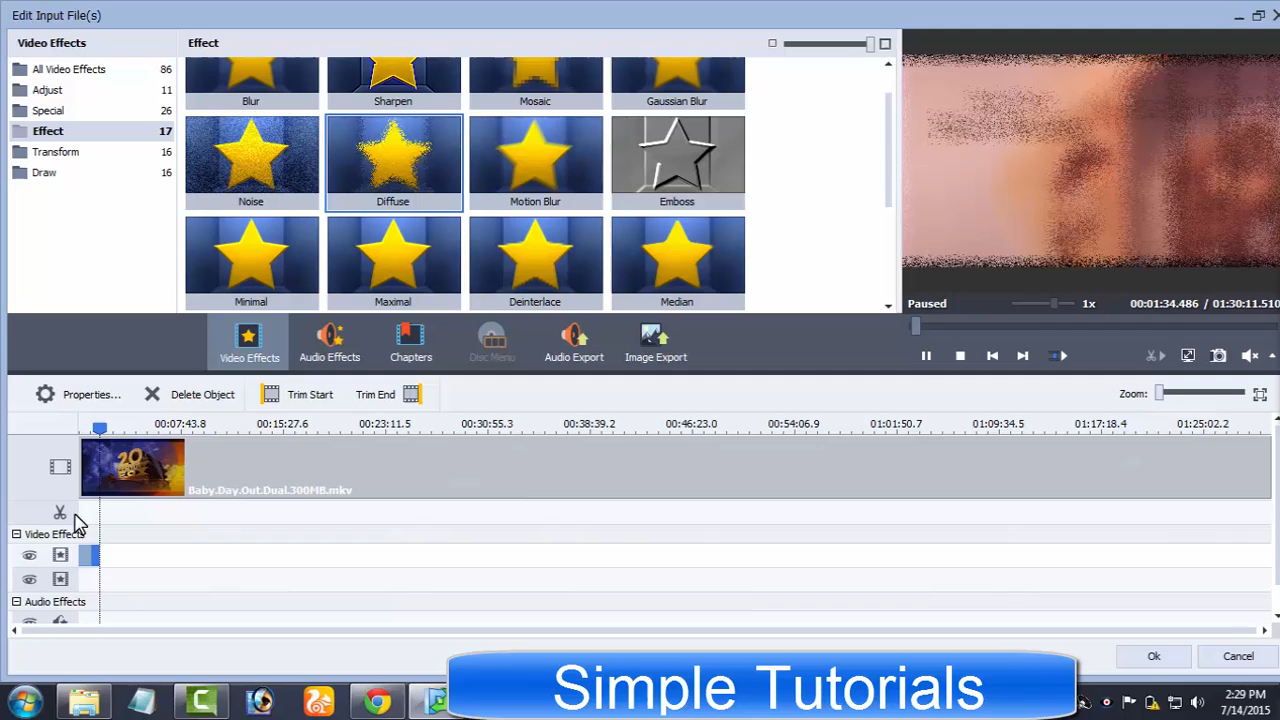 Edit Input File(s)
Video Effects
All Video Effects 86
Adjust 11
Special 26
Effect 17
Transform 16
Draw 16
Effect
Blur Sharpen Mosaic Gaussian Blur
Noise Diffuse Motion Blur Emboss
Minimal Maximal Deinterlace Median
Paused 1x 00:01:34.486 / 01:30:11.510
Video Effects Audio Effects Chapters Disc Menu Audio Export Image Export
Properties... Delete Object Trim Start Trim End Zoom:
00:07:43.8 00:15:27.6 00:23:11.5 00:30:55.3 00:38:39.2 00:46:23.0 00:54:06.9 01:01:50.7 01:09:34.5 01:17:18.4 01:25:02.2
20
FOX
Baby.Day.Out.Dual.300MB.mkv
Video Effects
Audio Effects
Ok Cancel
Simple Tutorials
2:29 PM
7/14/2015